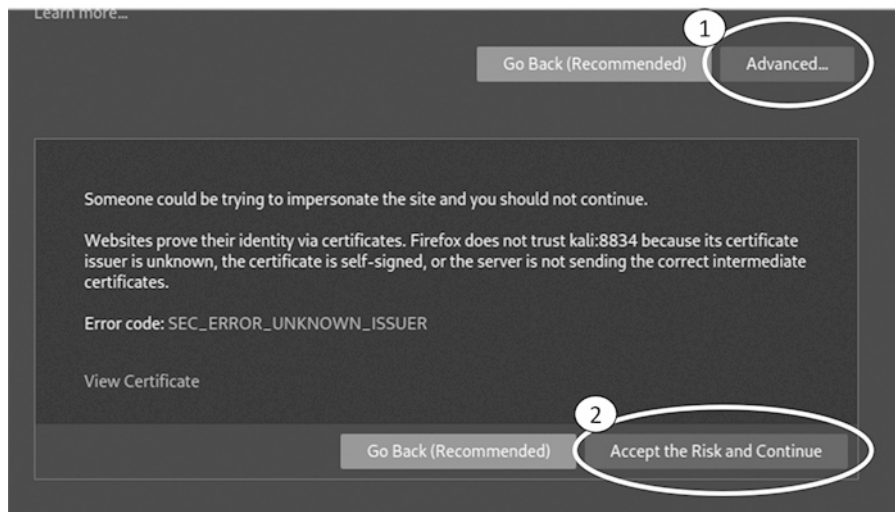 Learn more...
1
Go Back (Recommended) Advanced...
Someone could be trying to impersonate the site and you should not continue.
Websites prove their identity via certificates. Firefox does not trust kali:8834 because its certificate
issuer is unknown, the certificate is self-signed, or the server is not sending the correct intermediate
certificates.
Error code: SEC_ERROR_UNKNOWN_ISSUER
View Certificate
2
Go Back (Recommended) Accept the Risk and Continue